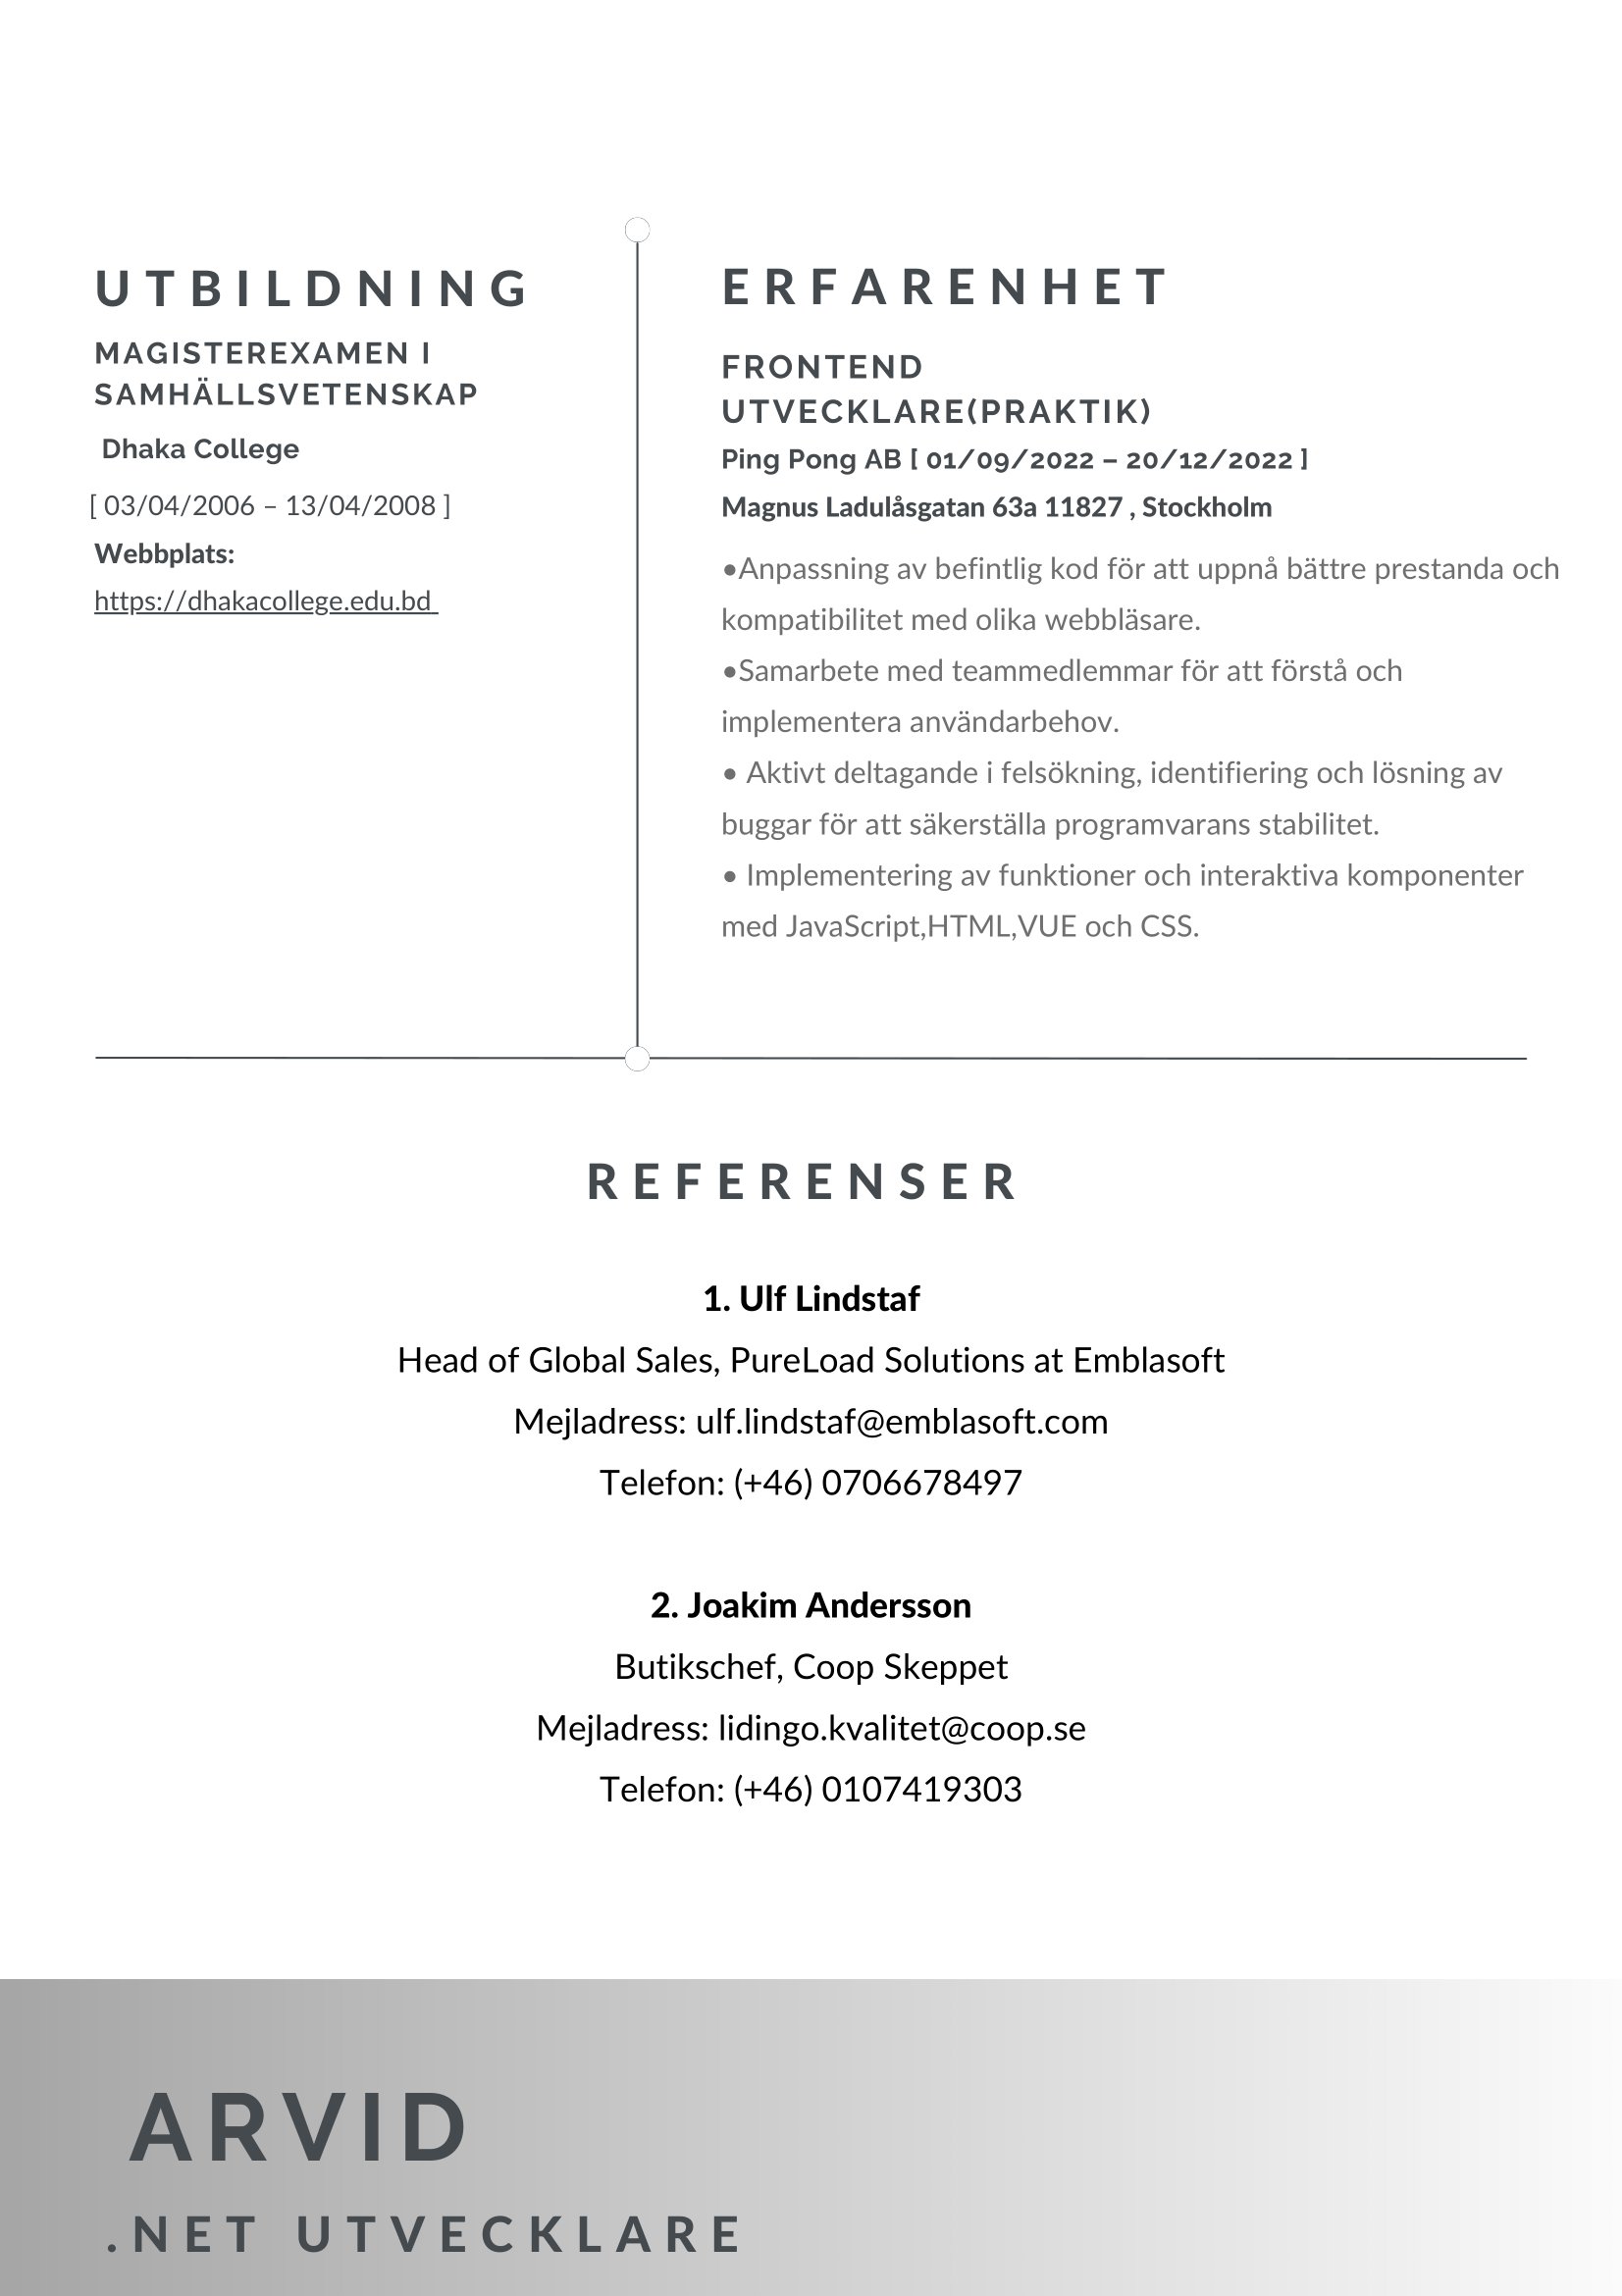 UTBILDNING
MAGISTEREXAMEN I
SAMHÄLLSVETENSKAP
Dhaka College
[ 03/04/2006 – 13/04/2008 ]
Webbplats:
https://dhakacollege.edu.bd
ERFARENHET
FRONTEND
UTVECKLARE(PRAKTIK)
Ping Pong AB [ 01/09/2022 – 20/12/2022 ]
Magnus Ladulåsgatan 63a 11827 , Stockholm
•Anpassning av befintlig kod för att uppnå bättre prestanda och
kompatibilitet med olika webbläsare.
•Samarbete med teammedlemmar för att förstå och
implementera användarbehov.
• Aktivt deltagande i felsökning, identifiering och lösning av
buggar för att säkerställa programvarans stabilitet.
• Implementering av funktioner och interaktiva komponenter
med JavaScript,HTML,VUE och CSS.
REFERENSER
1. Ulf Lindstaf
Head of Global Sales, PureLoad Solutions at Emblasoft
Mejladress: ulf.lindstaf@emblasoft.com
Telefon: (+46) 0706678497
2. Joakim Andersson
Butikschef, Coop Skeppet
Mejladress: lidingo.kvalitet@coop.se
Telefon: (+46) 0107419303
ARVID
.NET UTVECKLARE